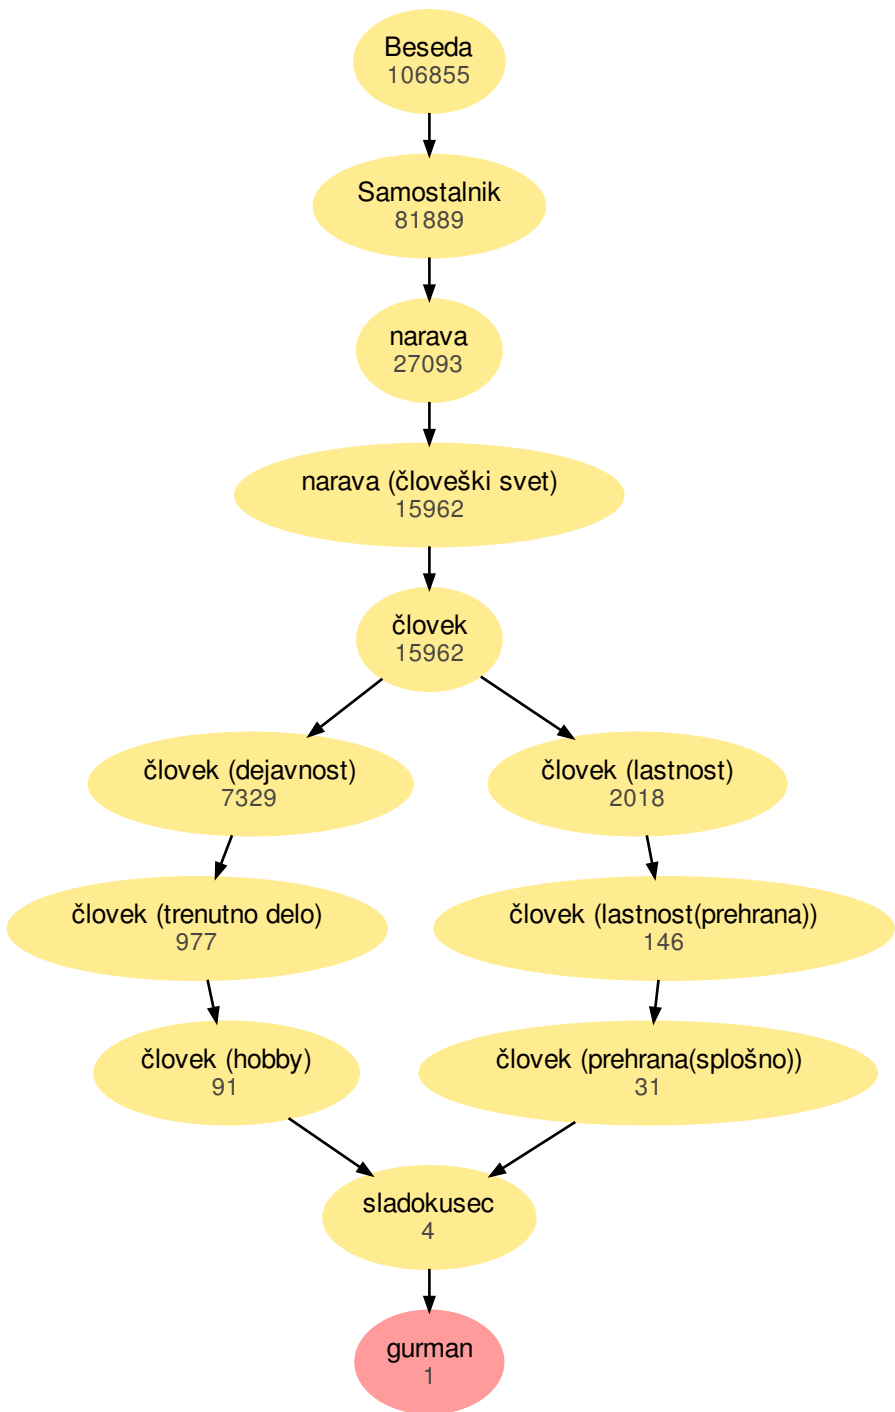 Beseda
106855
Samostalnik
81889
narava
27093
narava (človeški svet)
15962
človek
15962
človek (dejavnost)
7329
človek (lastnost)
2018
človek (trenutno delo)
977
človek (lastnost(prehrana))
146
človek (hobby)
91
človek (prehrana(splošno))
31
sladokusec
4
gurman
1